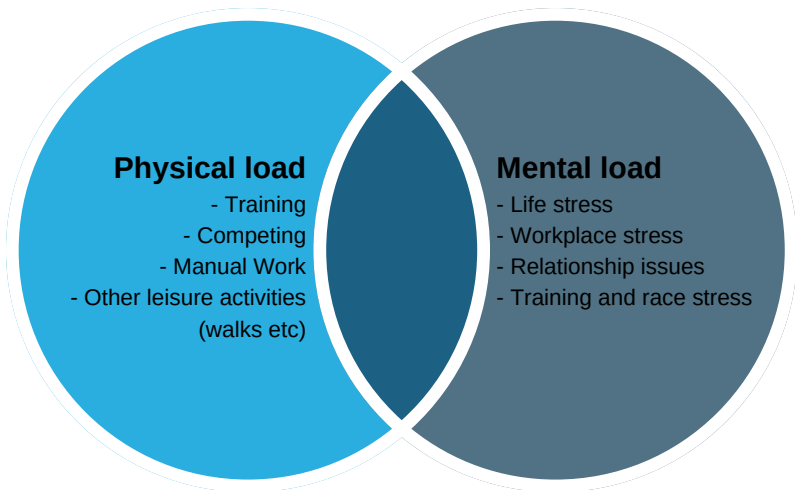 Physical load
- Training
- Competing
- Manual Work
- Other leisure activities
(walks etc)
Mental load
- Life stress
- Workplace stress
- Relationship issues
- Training and race stress